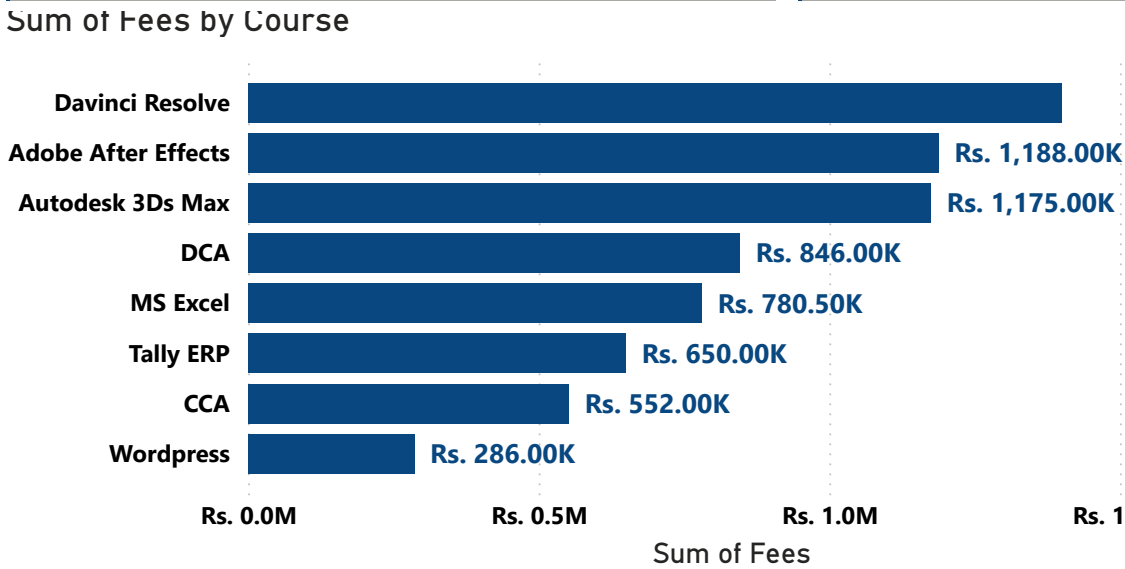 Sum of Fees by Course
Davinci Resolve
Adobe After Effects Rs. 1,188.00K
Autodesk 3Ds Max Rs. 1,175.00K
DCA Rs. 846.00K
MS Excel Rs. 780.50K
Tally ERP Rs. 650.00K
CCA Rs. 552.00K
Wordpress Rs. 286.00K
Rs. 0.0M Rs. 0.5M Rs. 1.0M Rs. 1
Sum of Fees